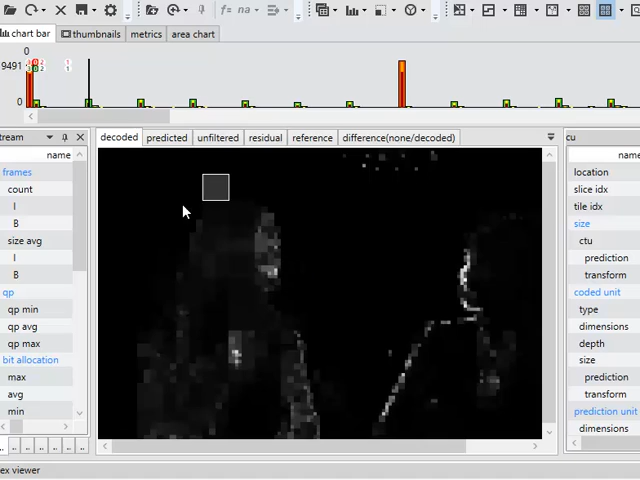 f= na
chart bar thumbnails metrics area chart
0
9491
0
tream
name
frames
count
I
B
size avg
I
B
qp
qp min
qp avg
qp max
bit allocation
max
avg
min
decoded predicted unfiltered residual reference difference(none/decoded)
cu
name
location
slice idx
tile idx
size
ctu
prediction
transform
coded unit
type
dimensions
depth
size
prediction
transform
prediction unit
dimensions
ex viewer